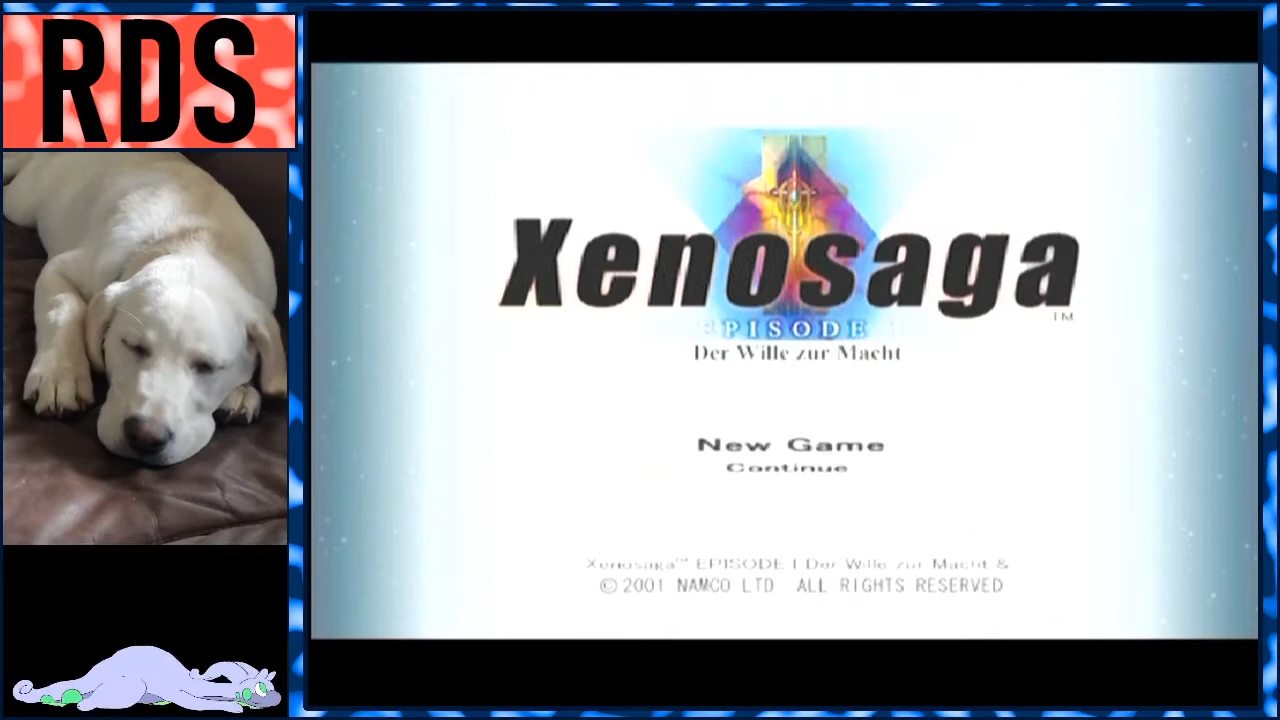 RDS
Xenosaga
TM
EPISODE I
Der Wille zur Macht
New Game
Continue
Xenosaga™ EPISODE I Der Wille zur Macht &
©2001 NAMCO LTD ALL RIGHTS RESERVED